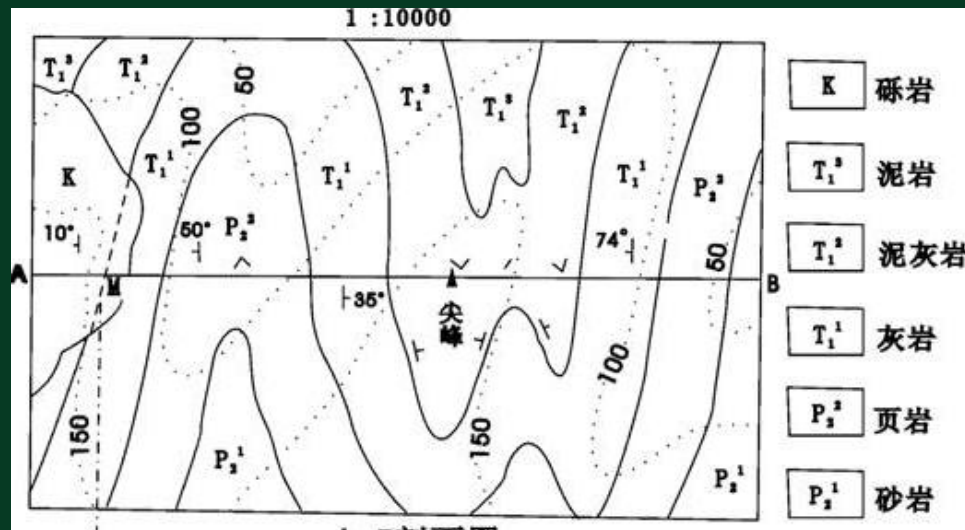 1 :10000
T₁³
T₁²
50
100
T₁²
T₁³
T₁²
T₁¹
T₁¹
T₁¹
P₂²
K
10°
50°
P₂²
74°
50
A
M
35°
尖峰
B
100
150
150
P₂¹
P₂¹
K 砾岩
T₁³ 泥岩
T₁² 泥灰岩
T₁¹ 灰岩
P₂² 页岩
P₂¹ 砂岩